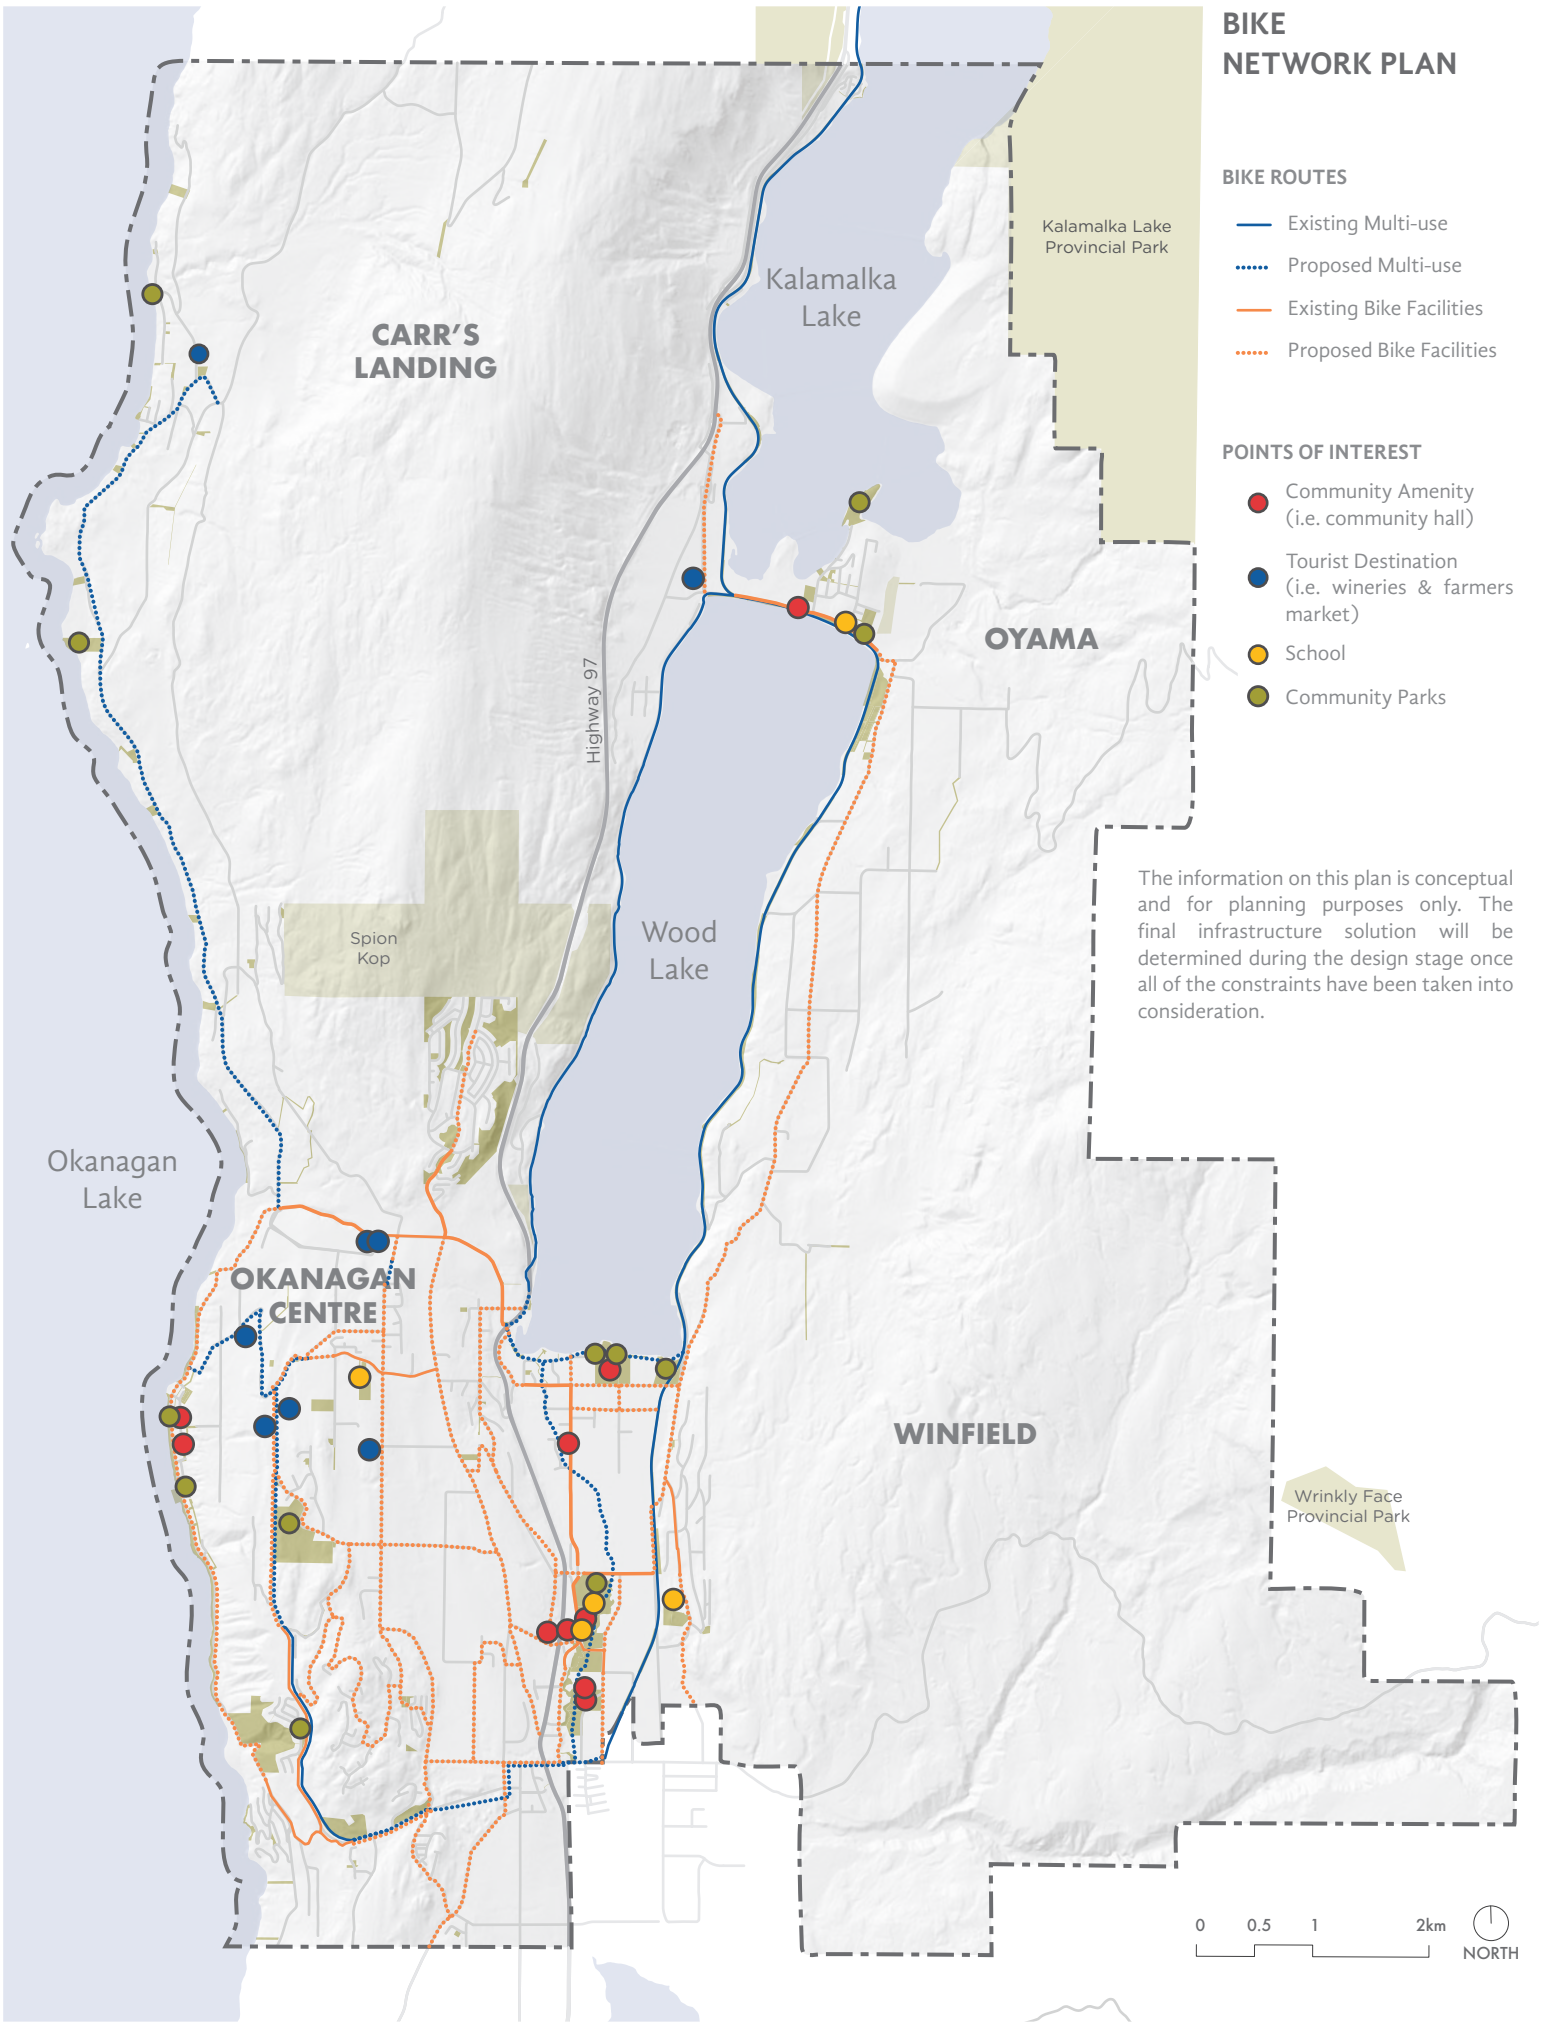 BIKE
NETWORK PLAN
BIKE ROUTES
Existing Multi-use
Proposed Multi-use
Existing Bike Facilities
Proposed Bike Facilities
POINTS OF INTEREST
Community Amenity
(i.e. community hall)
Tourist Destination
(i.e. wineries & farmers
market)
School
Community Parks
The information on this plan is conceptual
and for planning purposes only. The
final infrastructure solution will be
determined during the design stage once
all of the constraints have been taken into
consideration.
Kalamalka Lake
Provincial Park
Kalamalka
Lake
CARR'S
LANDING
OYAMA
Highway 97
Wood
Lake
Spion
Kop
Okanagan
Lake
OKANAGAN
CENTRE
WINFIELD
Wrinkly Face
Provincial Park
0 0.5 1 2km
NORTH